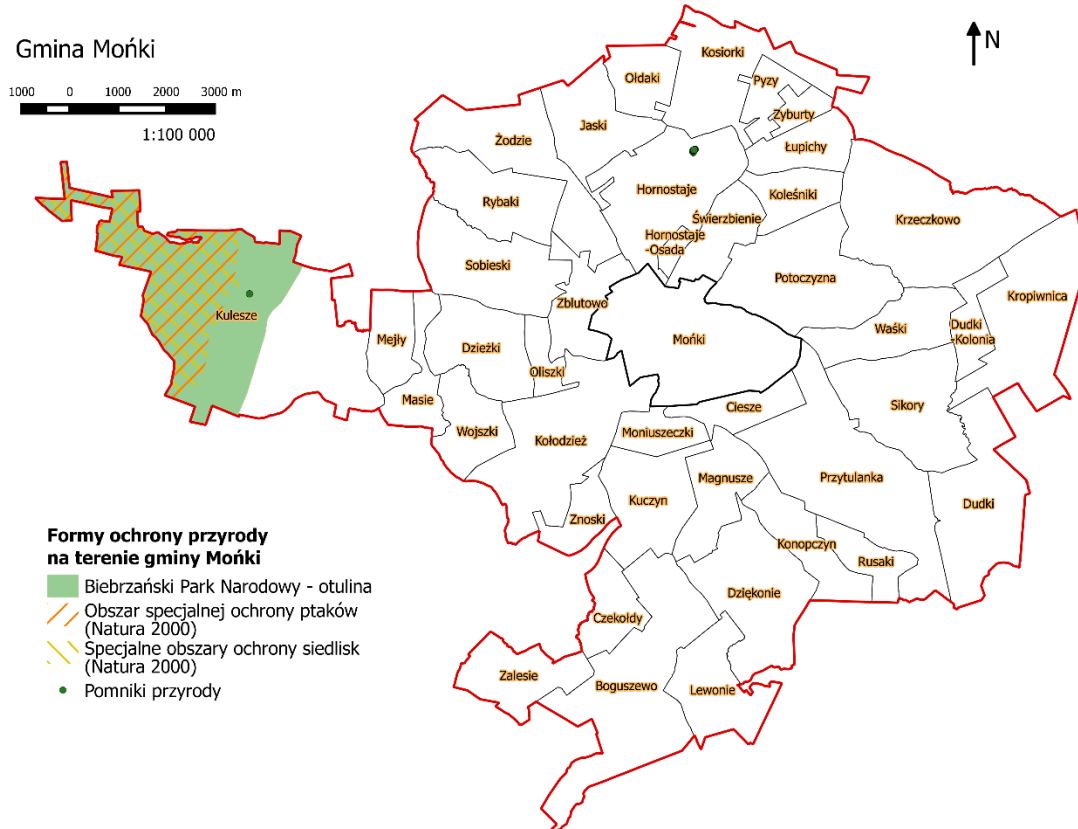 Gmina Mońki
1000 0 1000 2000 3000 m
1:100 000
N
Kosiorki
Ołdaki
Pyzy
Zyburty
Jaski
Żodzie
Łupichy
Hornostaje
Koleśniki
Rybaki
Świerzbienie
Krzeczkowo
Hornostaje
-Osada
Sobieski
Potoczyzna
Kropiwnica
Zblutowo
Kulesze
Mejły
Dzieżki
Mońki
Waśki
Dudki
-Kolonia
Oliszki
Masie
Ciesze
Sikory
Wojszki
Kołodzież
Moniuszeczki
Magnusze
Przytulanka
Kuczyn
Dudki
Znoski
Konopczyn
Rusaki
Dziękonie
Czekołdy
Zalesie
Boguszewo
Lewonie
Formy ochrony przyrody
na terenie gminy Mońki
Biebrzański Park Narodowy - otulina
Obszar specjalnej ochrony ptaków
(Natura 2000)
Specjalne obszary ochrony siedlisk
(Natura 2000)
Pomniki przyrody